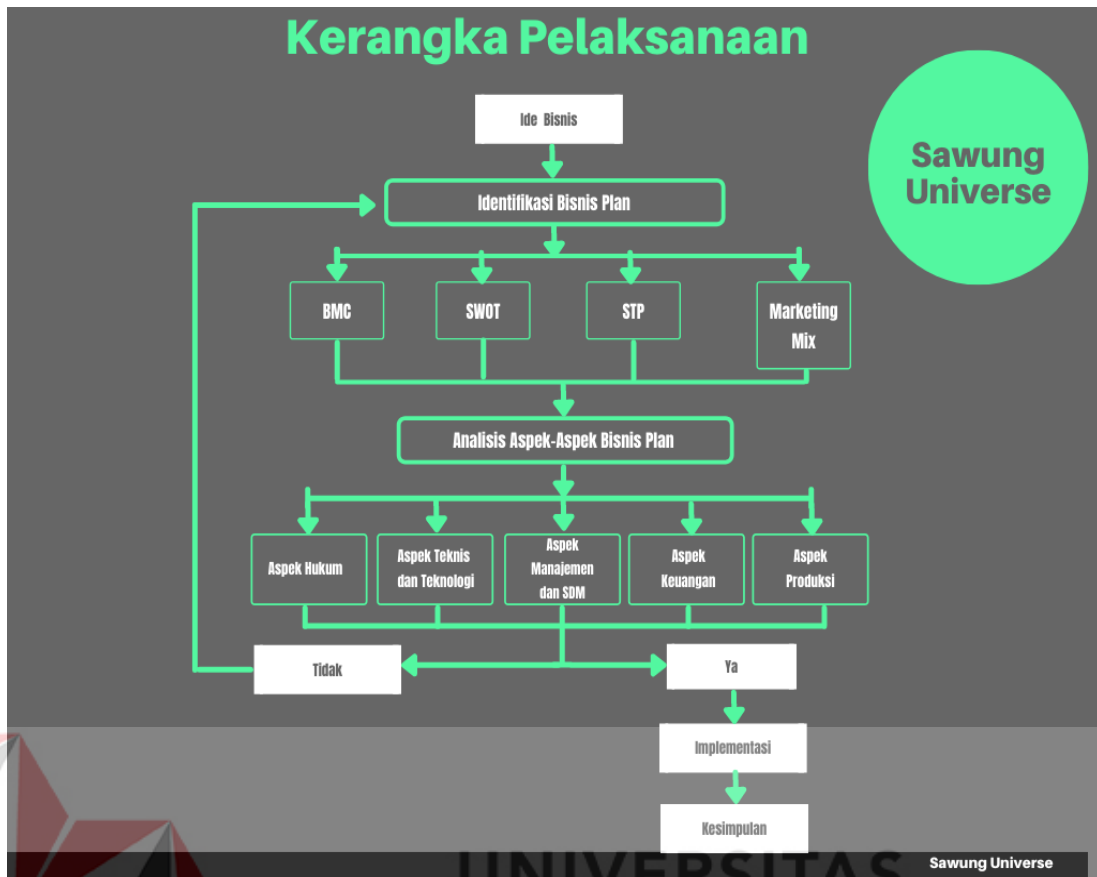 Kerangka Pelaksanaan
Sawung
Universe
Ide Bisnis
Identifikasi Bisnis Plan
BMC
SWOT
STP
Marketing
Mix
Analisis Aspek-Aspek Bisnis Plan
Aspek Hukum
Aspek Teknis
dan Teknologi
Aspek
Manajemen
dan SDM
Aspek
Keuangan
Aspek
Produksi
Tidak
Ya
Implementasi
Kesimpulan
UNIVERSITAS
Sawung Universe